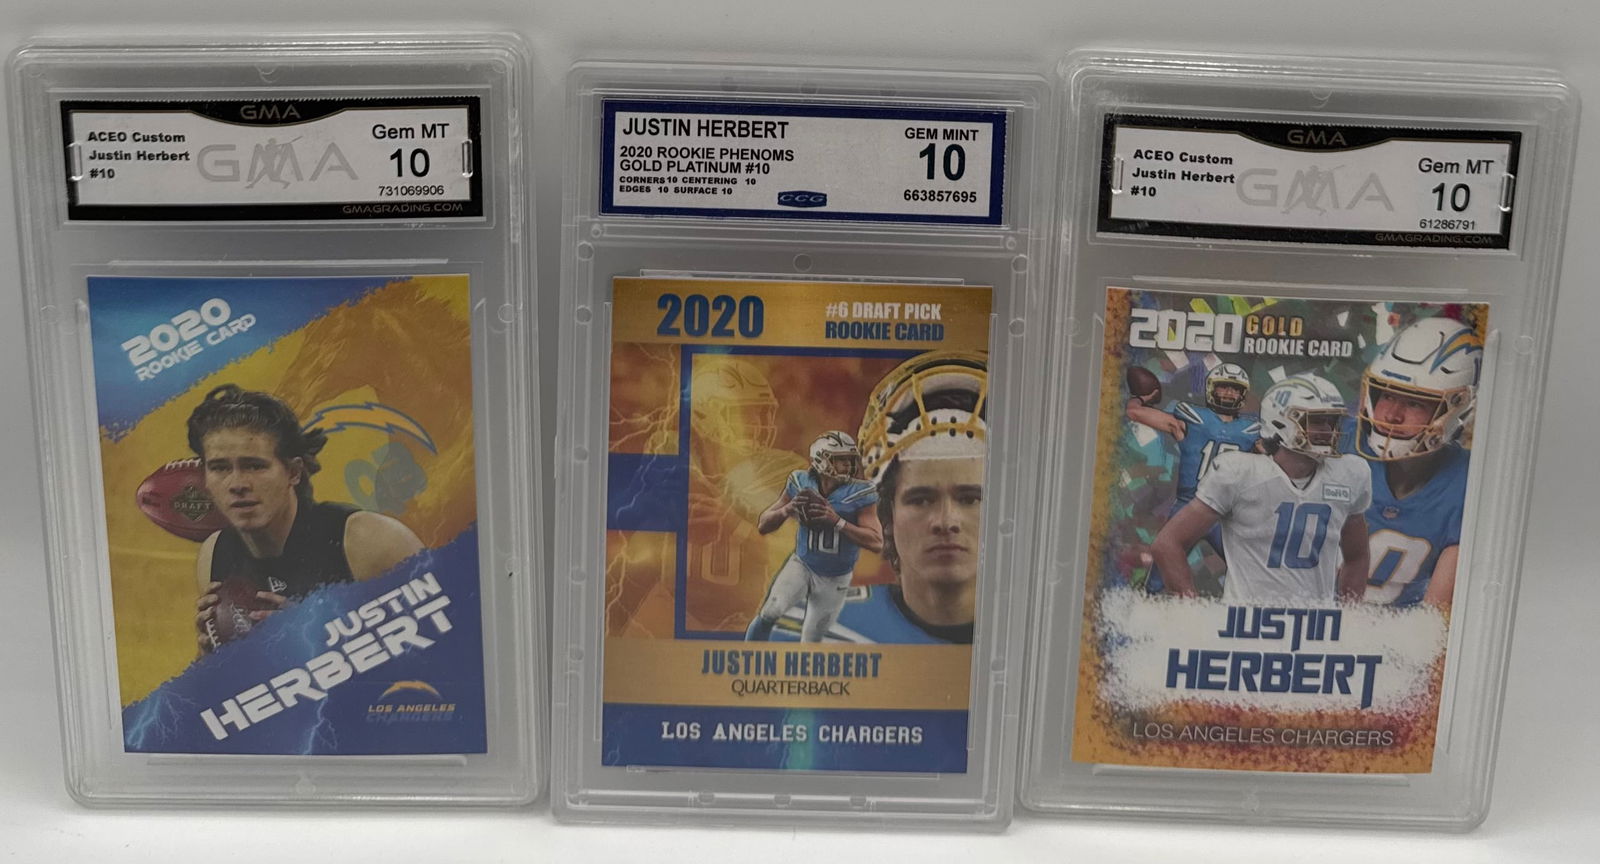 GMA
ACEO Custom
Justin Herbert
#10
GMA
Gem MT
10
731069906
GMAGRADING.COM
2020
ROOKIE CARD
DRAFT
JUSTIN
HERBERT
LOS ANGELES
CHARGERS
JUSTIN HERBERT
2020 ROOKIE PHENOMS
GOLD PLATINUM #10
CORNERS 10 CENTERING 10
EDGES 10 SURFACE 10
CCG
GEM MINT
10
663857695
2020
#6 DRAFT PICK
ROOKIE CARD
10
JUSTIN HERBERT
QUARTERBACK
LOS ANGELES CHARGERS
GMA
ACEO Custom
Justin Herbert
#10
GMA
Gem MT
10
61286791
GMAGRADING.COM
2020 GOLD
ROOKIE CARD
10
10
JUSTIN
HERBERT
LOS ANGELES CHARGERS